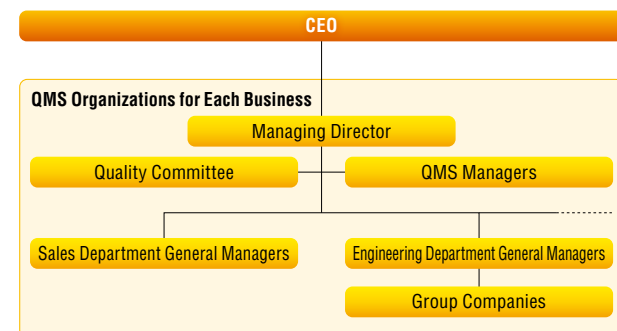 CEO
QMS Organizations for Each Business
Managing Director
Quality Committee
QMS Managers
Sales Department General Managers
Engineering Department General Managers
Group Companies